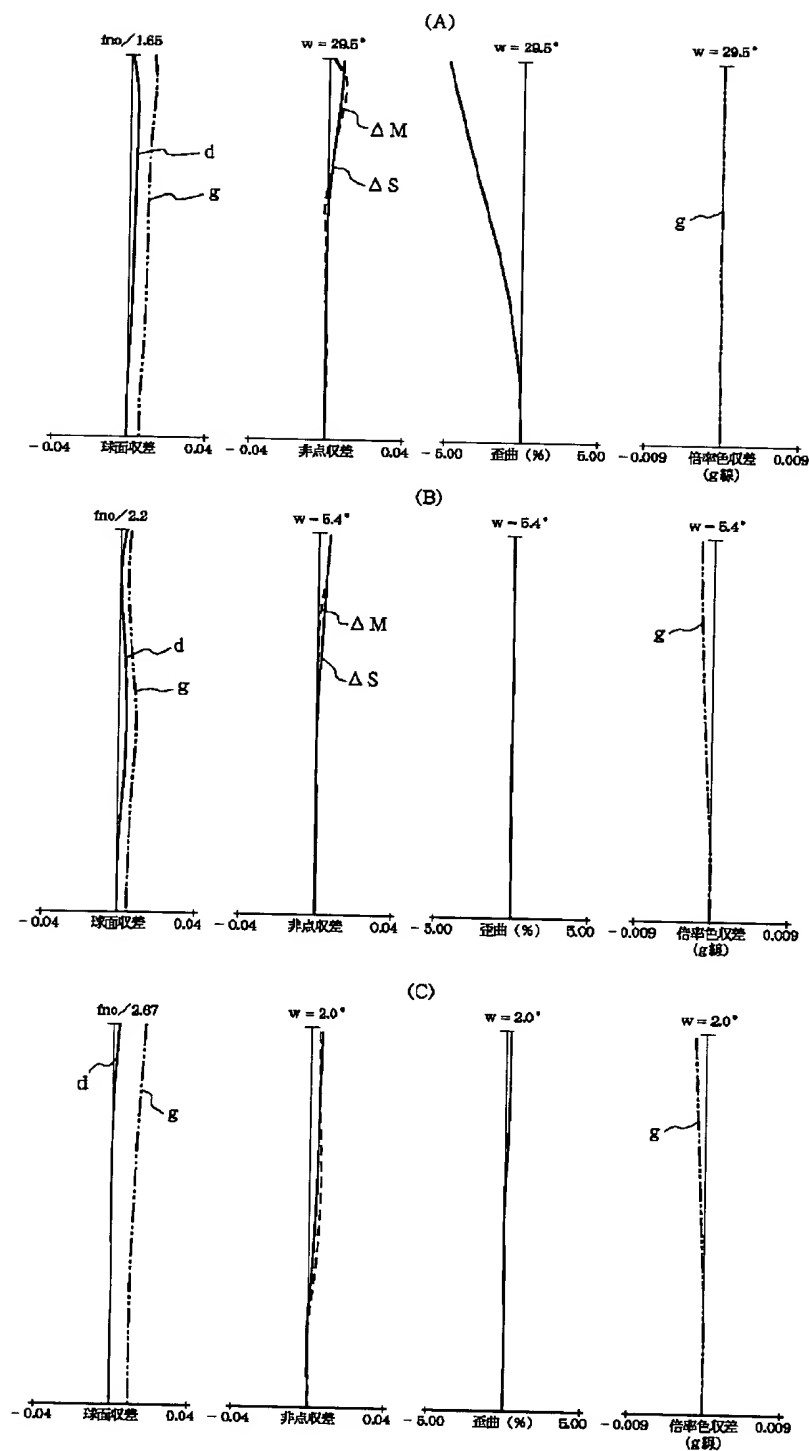 (A)
fno/1.65
w = 29.5°
w = 29.5°
w = 29.5°
ΔM
d
ΔS
g
g
-0.04 球面収差 0.04
-0.04 非点収差 0.04
-5.00 歪曲 (%) 5.00
-0.009 倍率色収差 0.009
(g線)
(B)
fno/2.2
w = 5.4°
w = 5.4°
w = 5.4°
g
ΔM
d
ΔS
g
-0.04 球面収差 0.04
-0.04 非点収差 0.04
-5.00 歪曲 (%) 5.00
-0.009 倍率色収差 0.009
(g線)
(C)
fno/2.67
w = 2.0°
w = 2.0°
w = 2.0°
d
g
g
-0.04 球面収差 0.04
-0.04 非点収差 0.04
-5.00 歪曲 (%) 5.00
-0.009 倍率色収差 0.009
(g線)